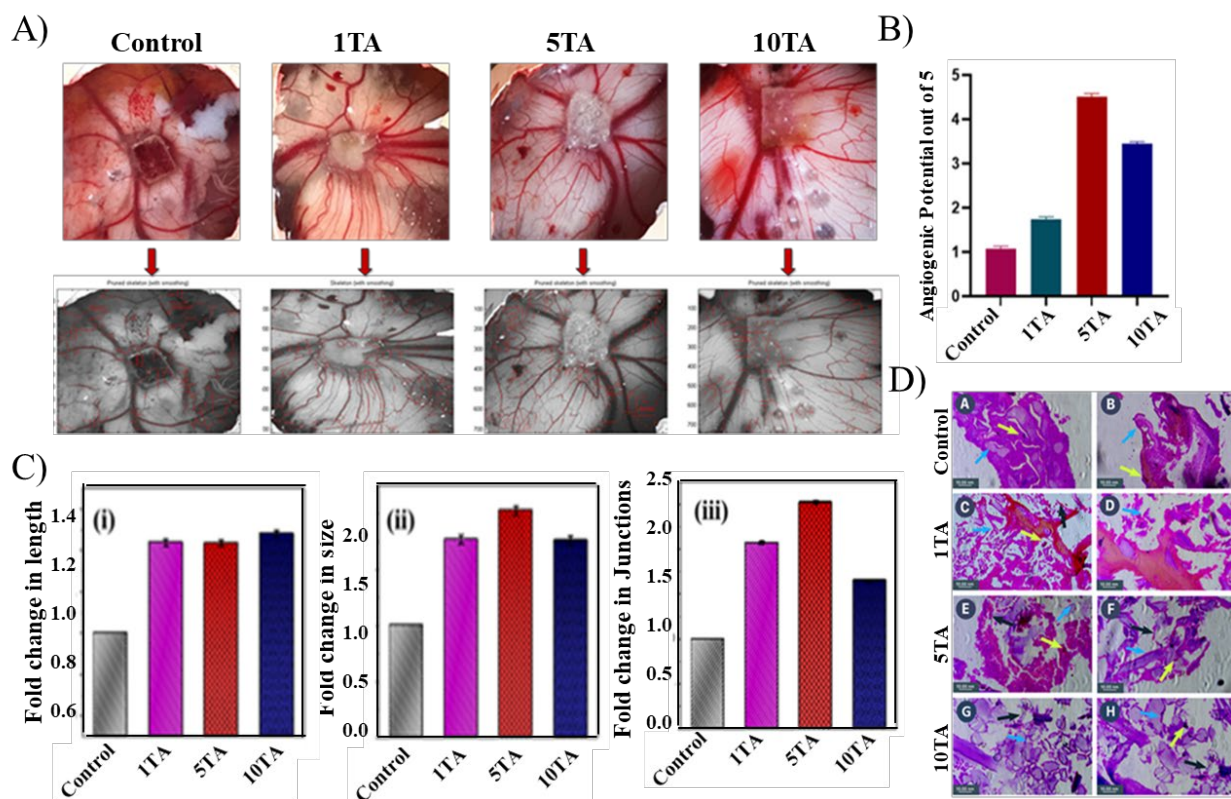 A)
Control 1TA 5TA 10TA
Pruned skeleton (with smoothing) Skeleton (with smoothing) Pruned skeleton (with smoothing) Pruned skeleton (with smoothing)
B)
Angiogenic Potential out of 5
5
4
3
2
1
0
Control 1TA 5TA 10TA
C)
(i)
Fold change in length
1.4
1.2
1.0
0.8
0.6
Control 1TA 5TA 10TA
(ii)
Fold change in size
2.0
1.5
1.0
0.5
0.0
Control 1TA 5TA 10TA
(iii)
Fold change in Junctions
2.5
2.0
1.5
1.0
0.5
0.0
Control 1TA 5TA 10TA
D)
Control
A B
1TA
C D
5TA
E F
10TA
G H